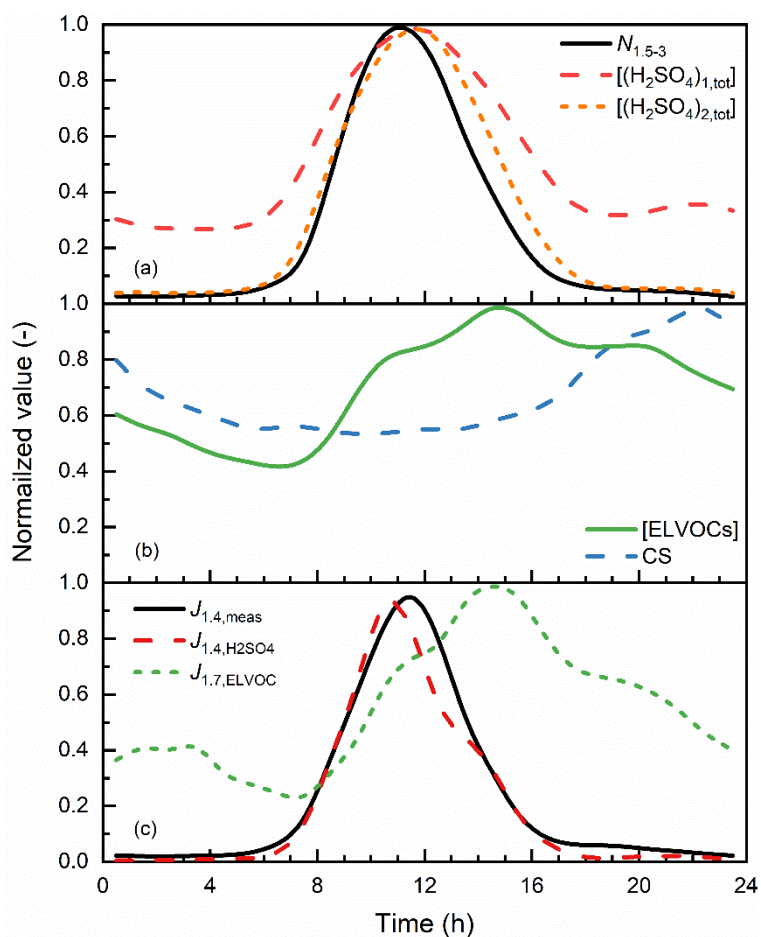 1.0
0.8
0.6
0.4
0.2
N1.5-3
[(H2SO4)1,tot]
[(H2SO4)2,tot]
(a)
1.0
0.8
0.6
0.4
0.2
[ELVOCs]
CS
(b)
Normailzed value (-)
1.0
0.8
0.6
0.4
0.2
0.0
J1.4,meas
J1.4,H2SO4
J1.7,ELVOC
(c)
0 4 8 12 16 20 24
Time (h)